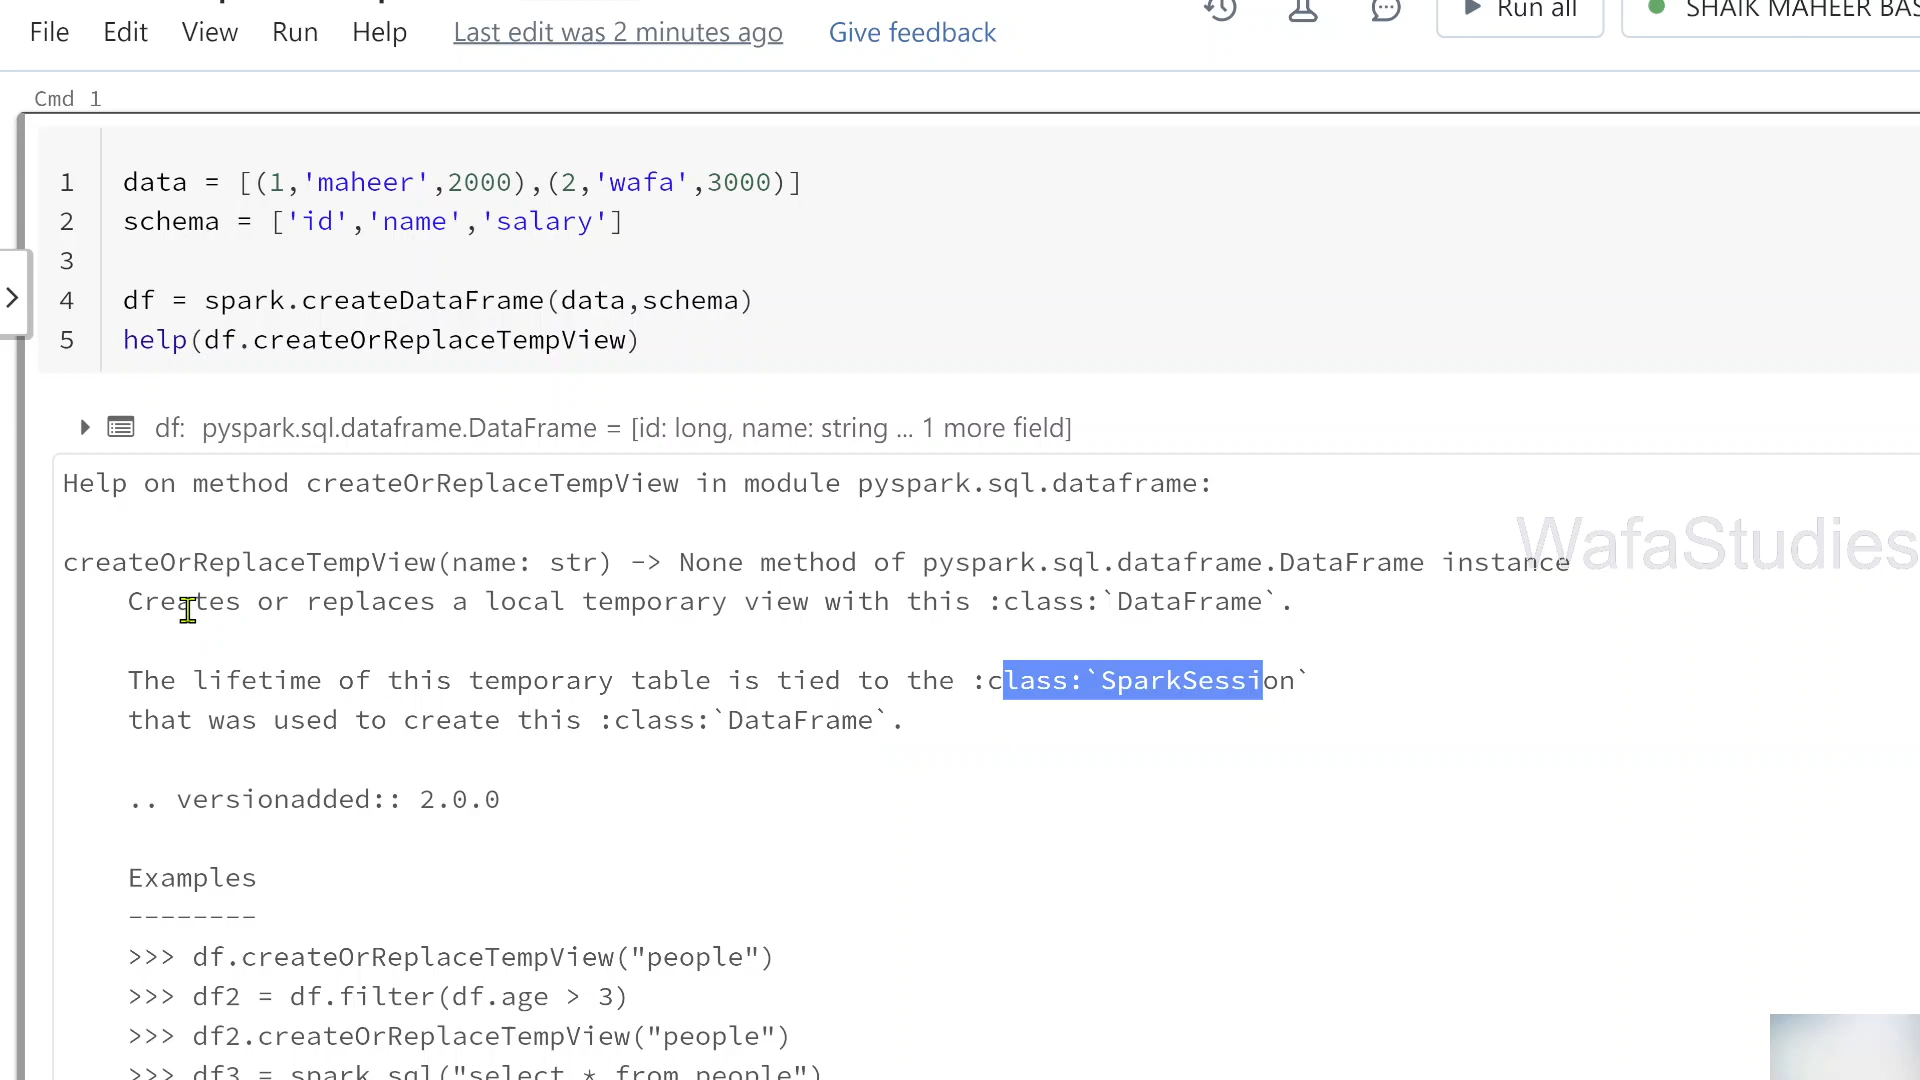 File Edit View Run Help Last edit was 2 minutes ago Give feedback Run all SHAIK MAHEER BAS
Cmd 1
1 data = [(1,'maheer',2000),(2,'wafa',3000)]
2 schema = ['id','name','salary']
3
4 df = spark.createDataFrame(data,schema)
5 help(df.createOrReplaceTempView)
df: pyspark.sql.dataframe.DataFrame = [id: long, name: string ... 1 more field]
Help on method createOrReplaceTempView in module pyspark.sql.dataframe:
WafaStudies
createOrReplaceTempView(name: str) -> None method of pyspark.sql.dataframe.DataFrame instance
Creates or replaces a local temporary view with this :class:`DataFrame`.
The lifetime of this temporary table is tied to the :class:`SparkSession`
that was used to create this :class:`DataFrame`.
.. versionadded:: 2.0.0
Examples
--------
>>> df.createOrReplaceTempView("people")
>>> df2 = df.filter(df.age > 3)
>>> df2.createOrReplaceTempView("people")
>>> df3 = spark.sql("select * from people")